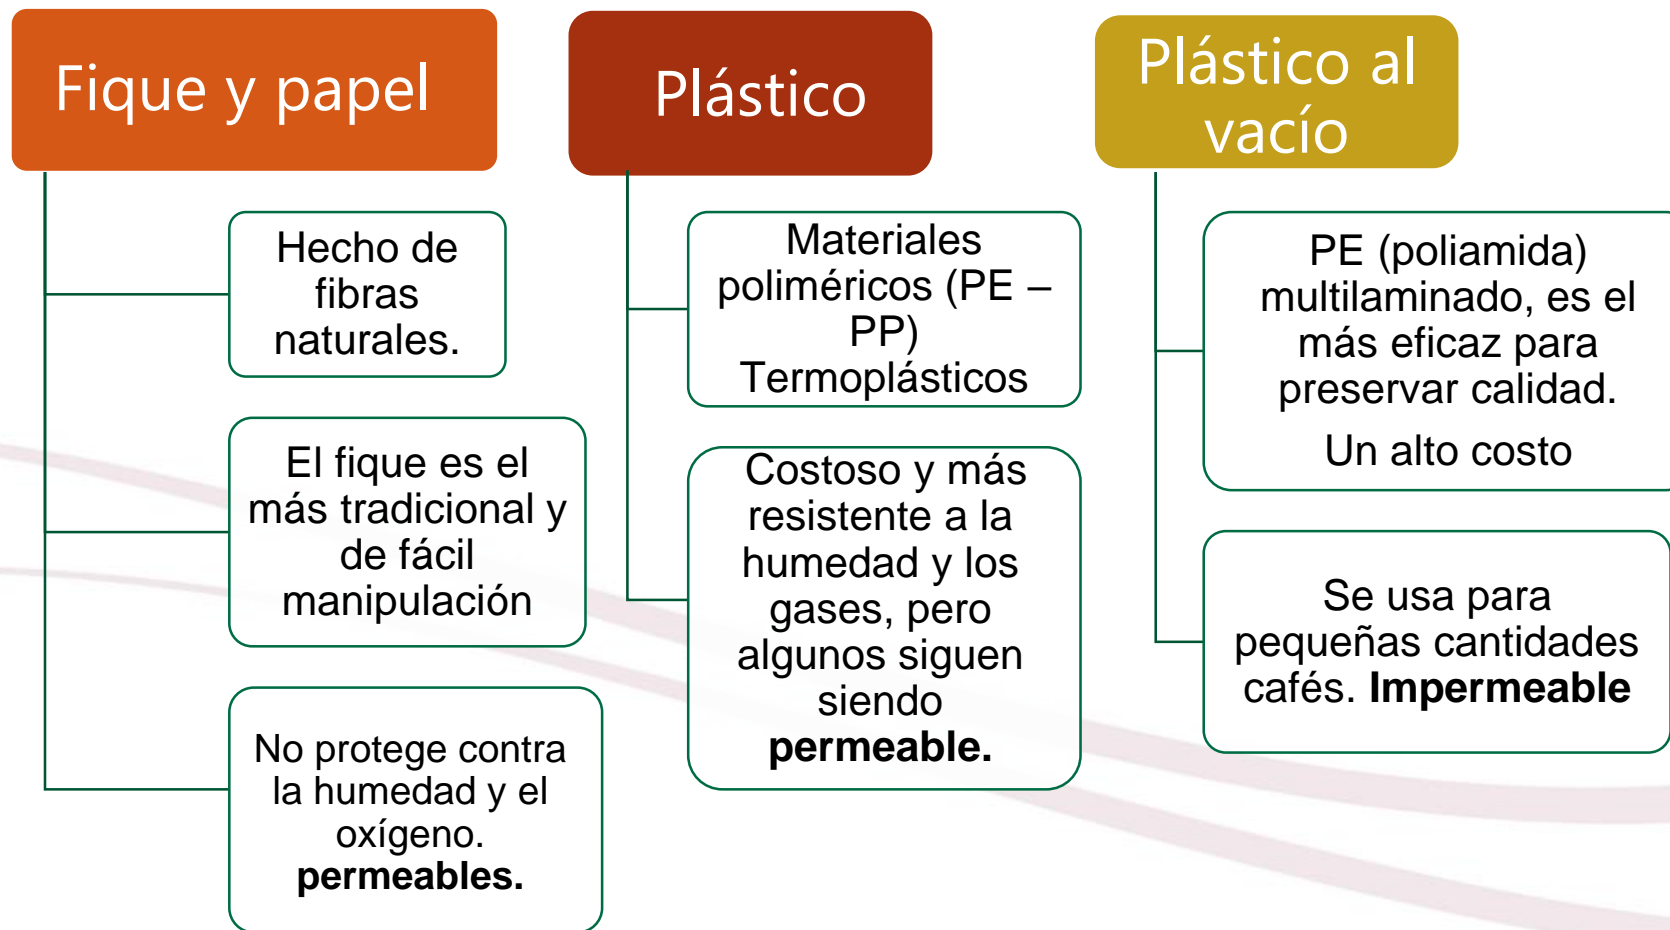 Fique y papel
Hecho de
fibras
naturales.
El fique es el
más tradicional y
de fácil
manipulación
No protege contra
la humedad y el
oxígeno.
permeables.
Plástico
Materiales
poliméricos (PE –
PP)
Termoplásticos
Costoso y más
resistente a la
humedad y los
gases, pero
algunos siguen
siendo
permeable.
Plástico al
vacío
PE (poliamida)
multilaminado, es el
más eficaz para
preservar calidad.
Un alto costo
Se usa para
pequeñas cantidades
cafés. Impermeable